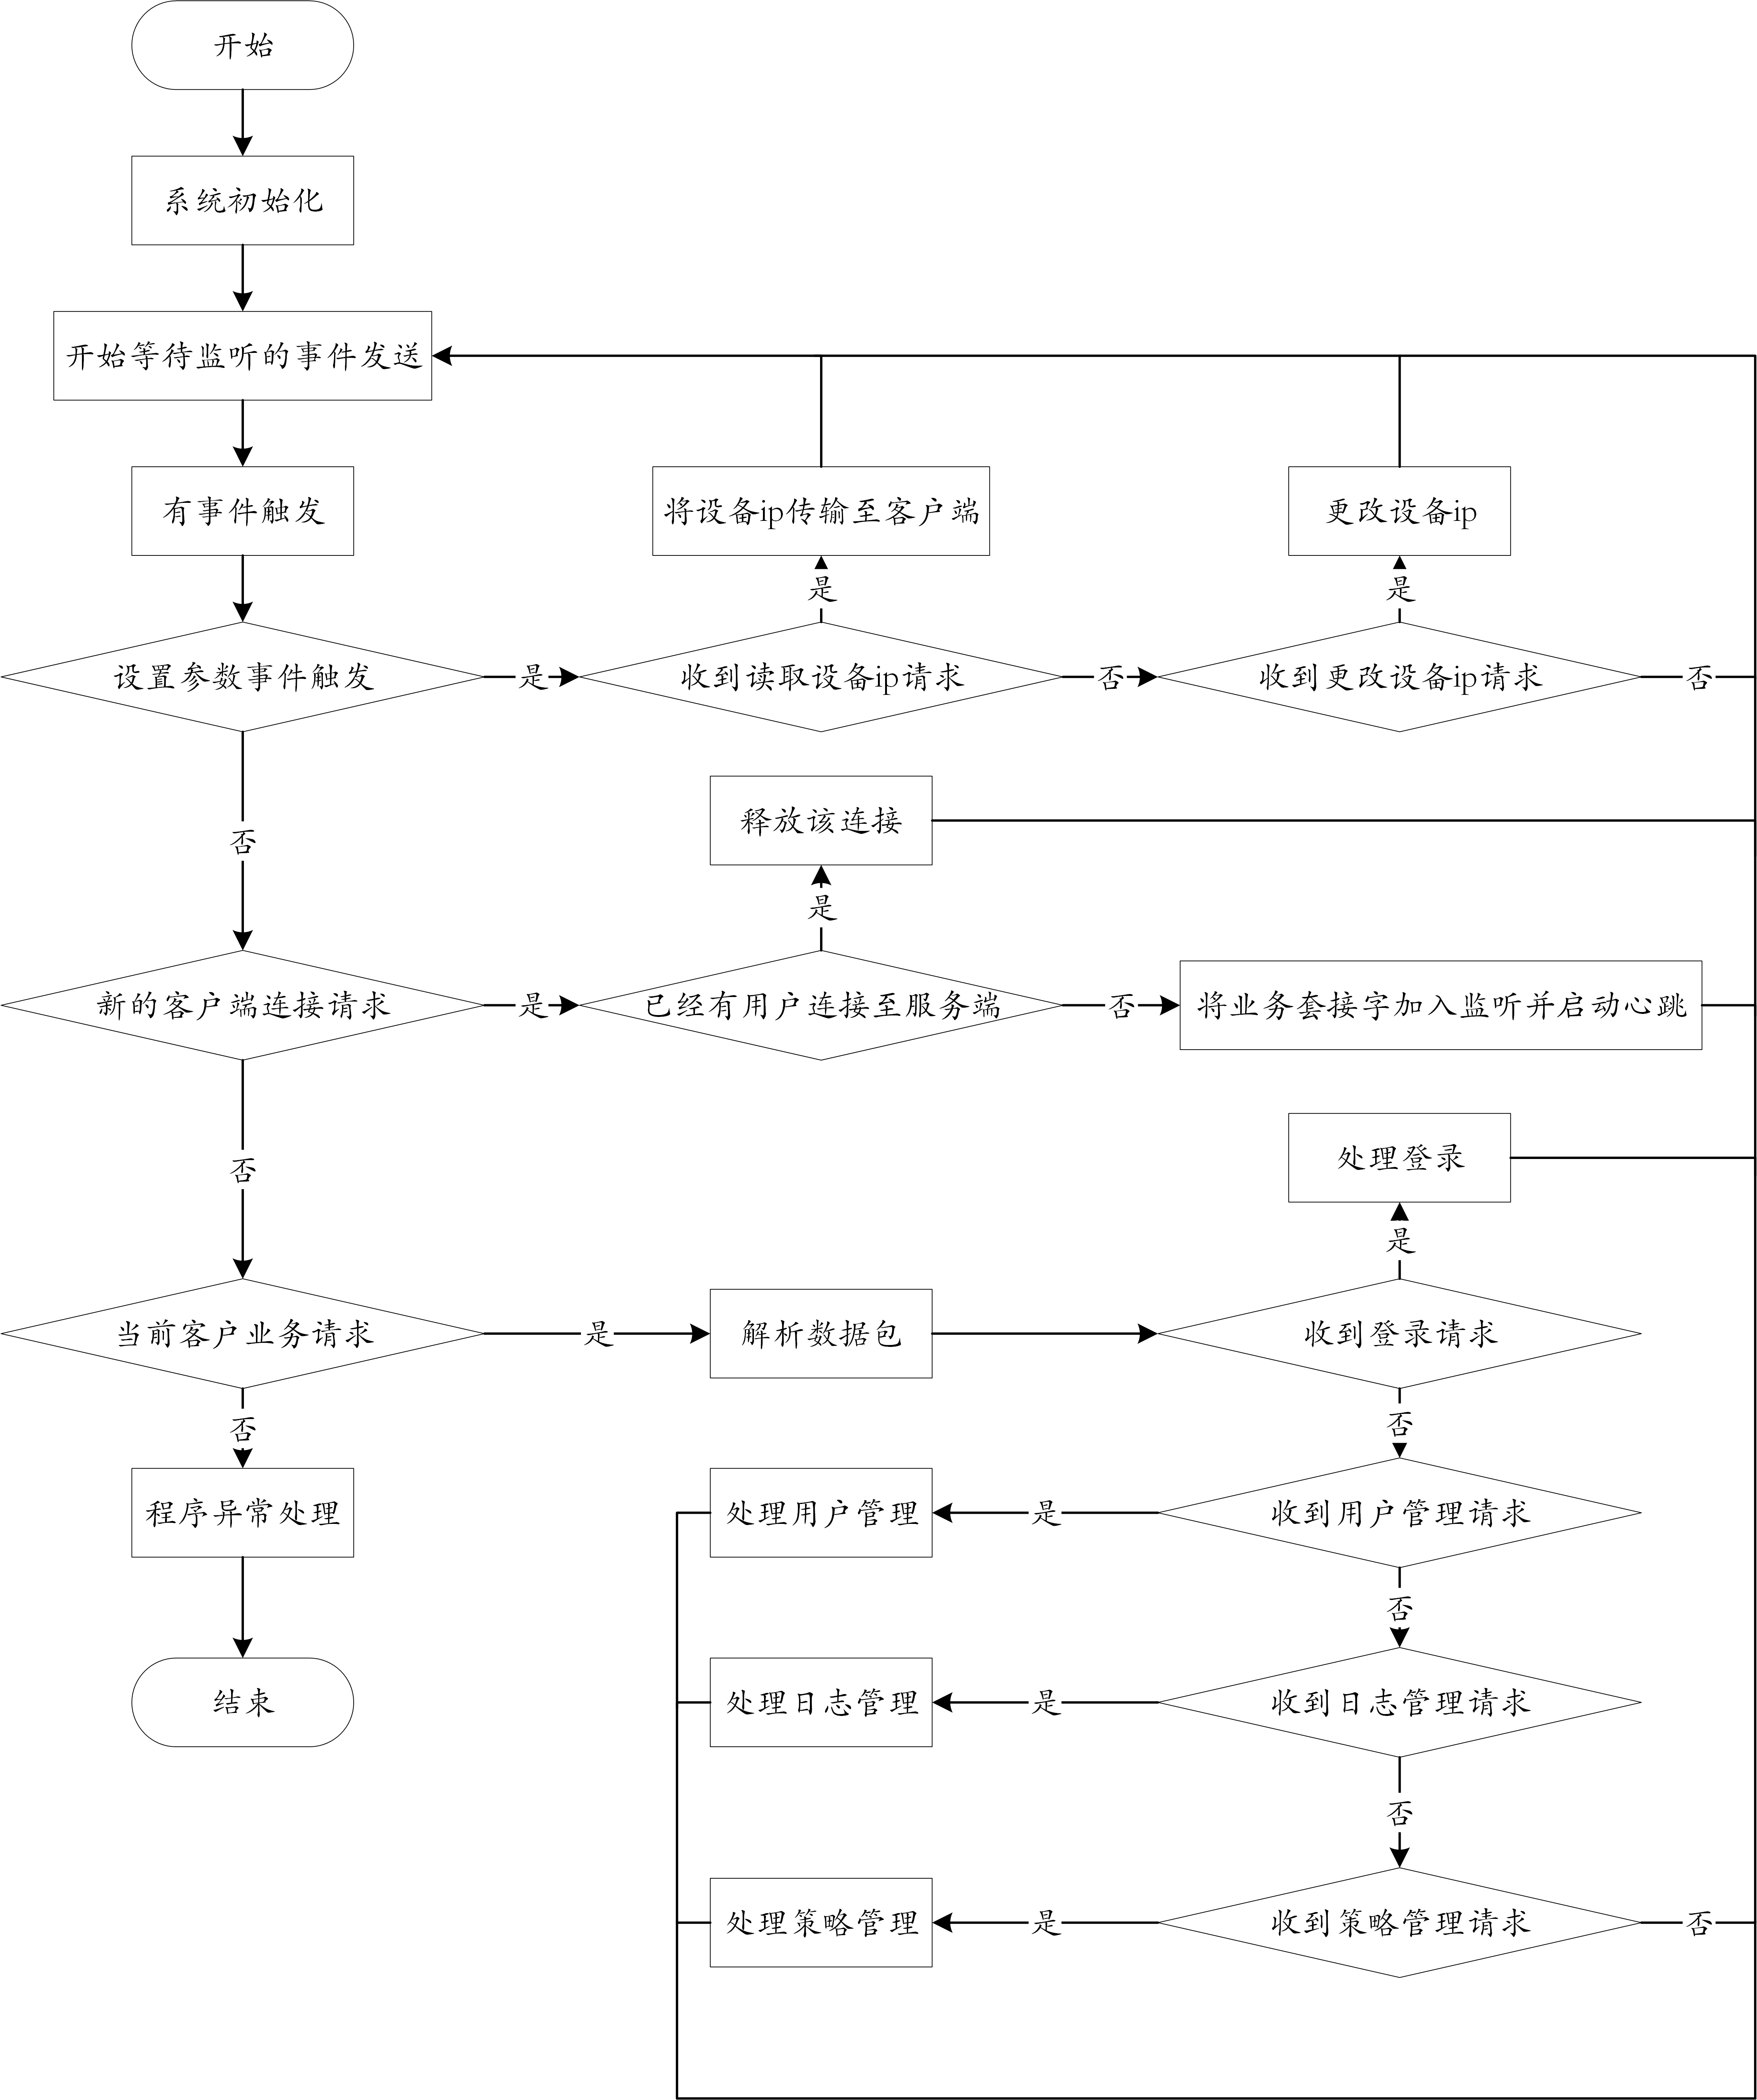 开始
系统初始化
开始等待监听的事件发送
有事件触发
将设备ip传输至客户端
更改设备ip
是
是
设置参数事件触发
是
收到读取设备ip请求
否
收到更改设备ip请求
否
释放该连接
否
是
新的客户端连接请求
是
已经有用户连接至服务端
否
将业务套接字加入监听并启动心跳
处理登录
否
是
当前客户业务请求
是
解析数据包
收到登录请求
否
否
程序异常处理
处理用户管理
是
收到用户管理请求
否
结束
处理日志管理
是
收到日志管理请求
否
处理策略管理
是
收到策略管理请求
否